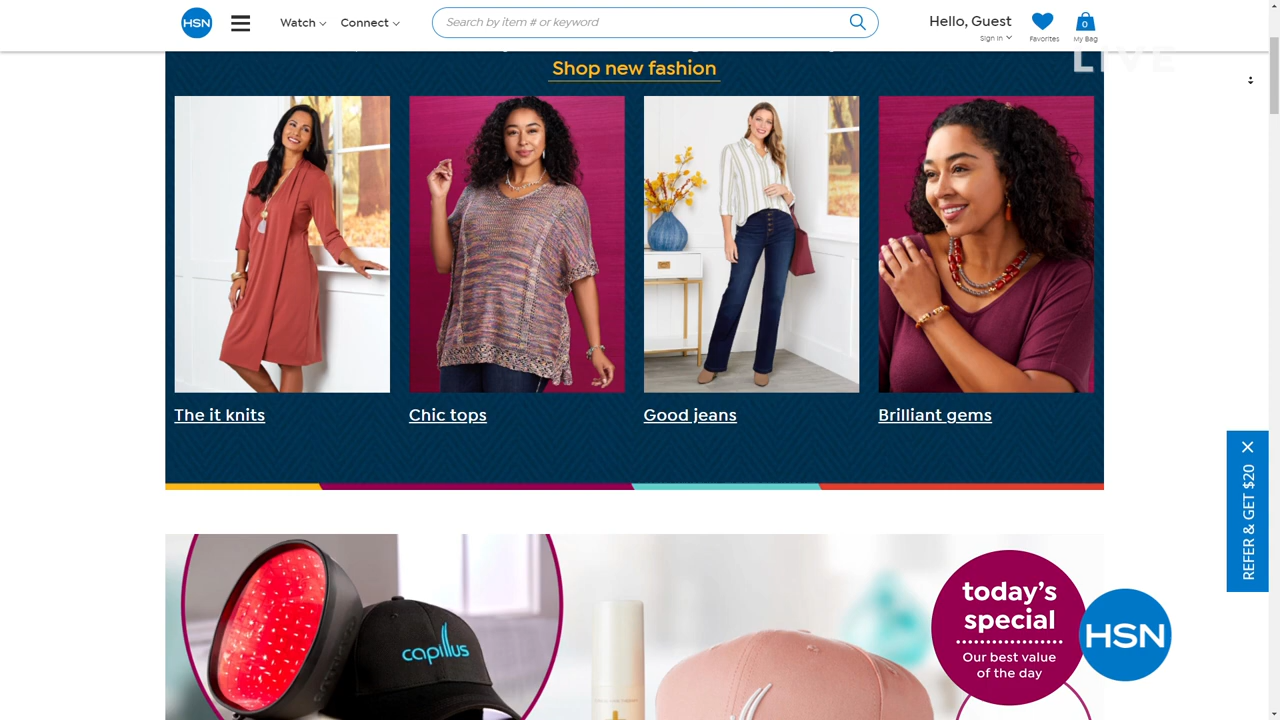 HSN
Watch
Connect
Search by item # or keyword
Hello, Guest
Sign In
Favorites
0
My Bag
LIVE
Shop new fashion
The it knits
Chic tops
Good jeans
Brilliant gems
REFER & GET $20
capillus
today's
special
Our best value
of the day
HSN